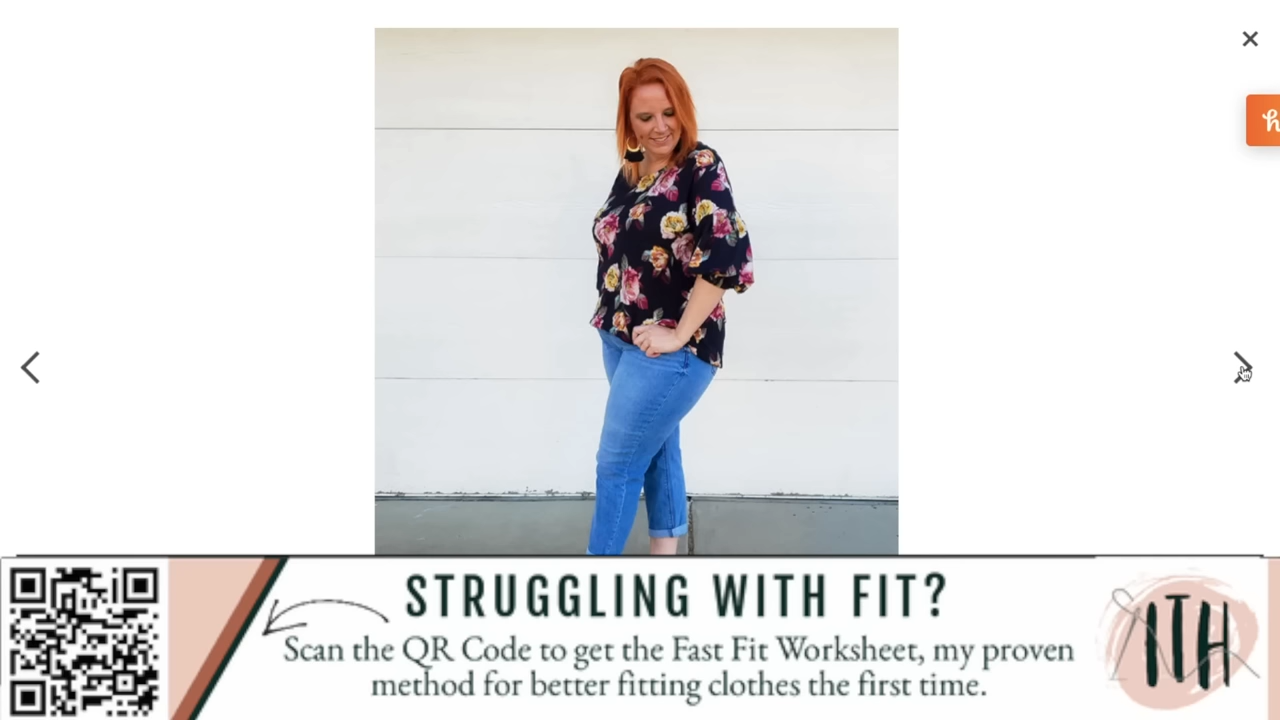 STRUGGLING WITH FIT?
Scan the QR Code to get the Fast Fit Worksheet, my proven
method for better fitting clothes the first time.
ITH
h